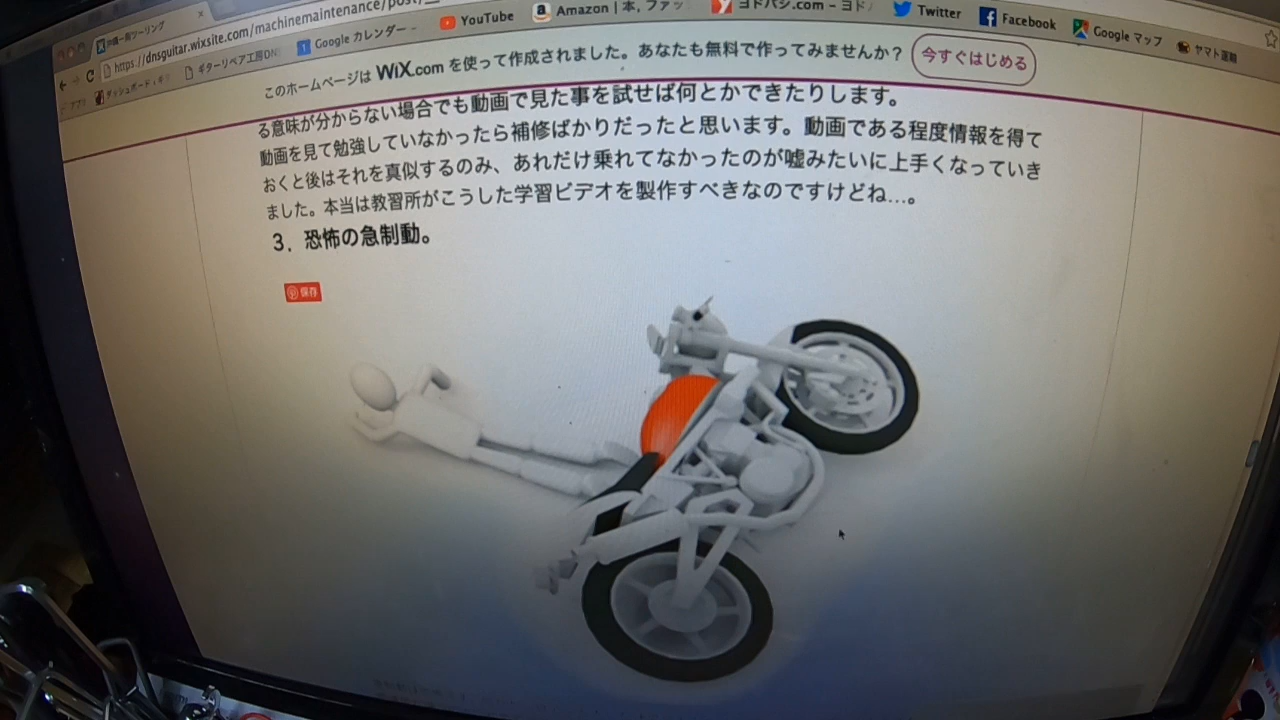 https://dnsguitar.wixsite.com/machinemaintenance/post/
YouTube
Amazon | 本, ファッ
ヨドバシ.com - ヨド
Twitter
Facebook
Google マップ
ヤマト運輸
Google カレンダー -
このホームページは WiX.com を使って作成されました。あなたも無料で作ってみませんか？ 今すぐはじめる
る意味が分からない場合でも動画で見た事を試せば何とかできたりします。
動画を見て勉強していなかったら補修ばかりだったと思います。動画である程度情報を得て
おくと後はそれを真似するのみ、あれだけ乗れてなかったのが嘘みたいに上手くなっていき
ました。本当は教習所がこうした学習ビデオを製作すべきなのですけどね...。
3．恐怖の急制動。
保存